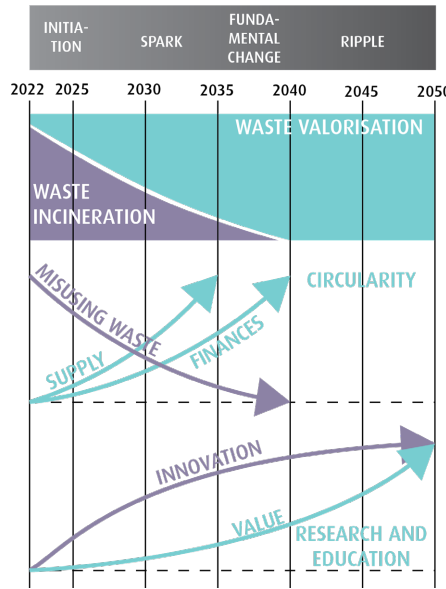 INITIA-
TION
SPARK
FUNDA-
MENTAL
CHANGE
RIPPLE
2022 2025 2030 2035 2040 2045 2050
WASTE VALORISATION
WASTE
INCINERATION
MISUSING WASTE
CIRCULARITY
SUPPLY
FINANCES
INNOVATION
VALUE
RESEARCH AND
EDUCATION